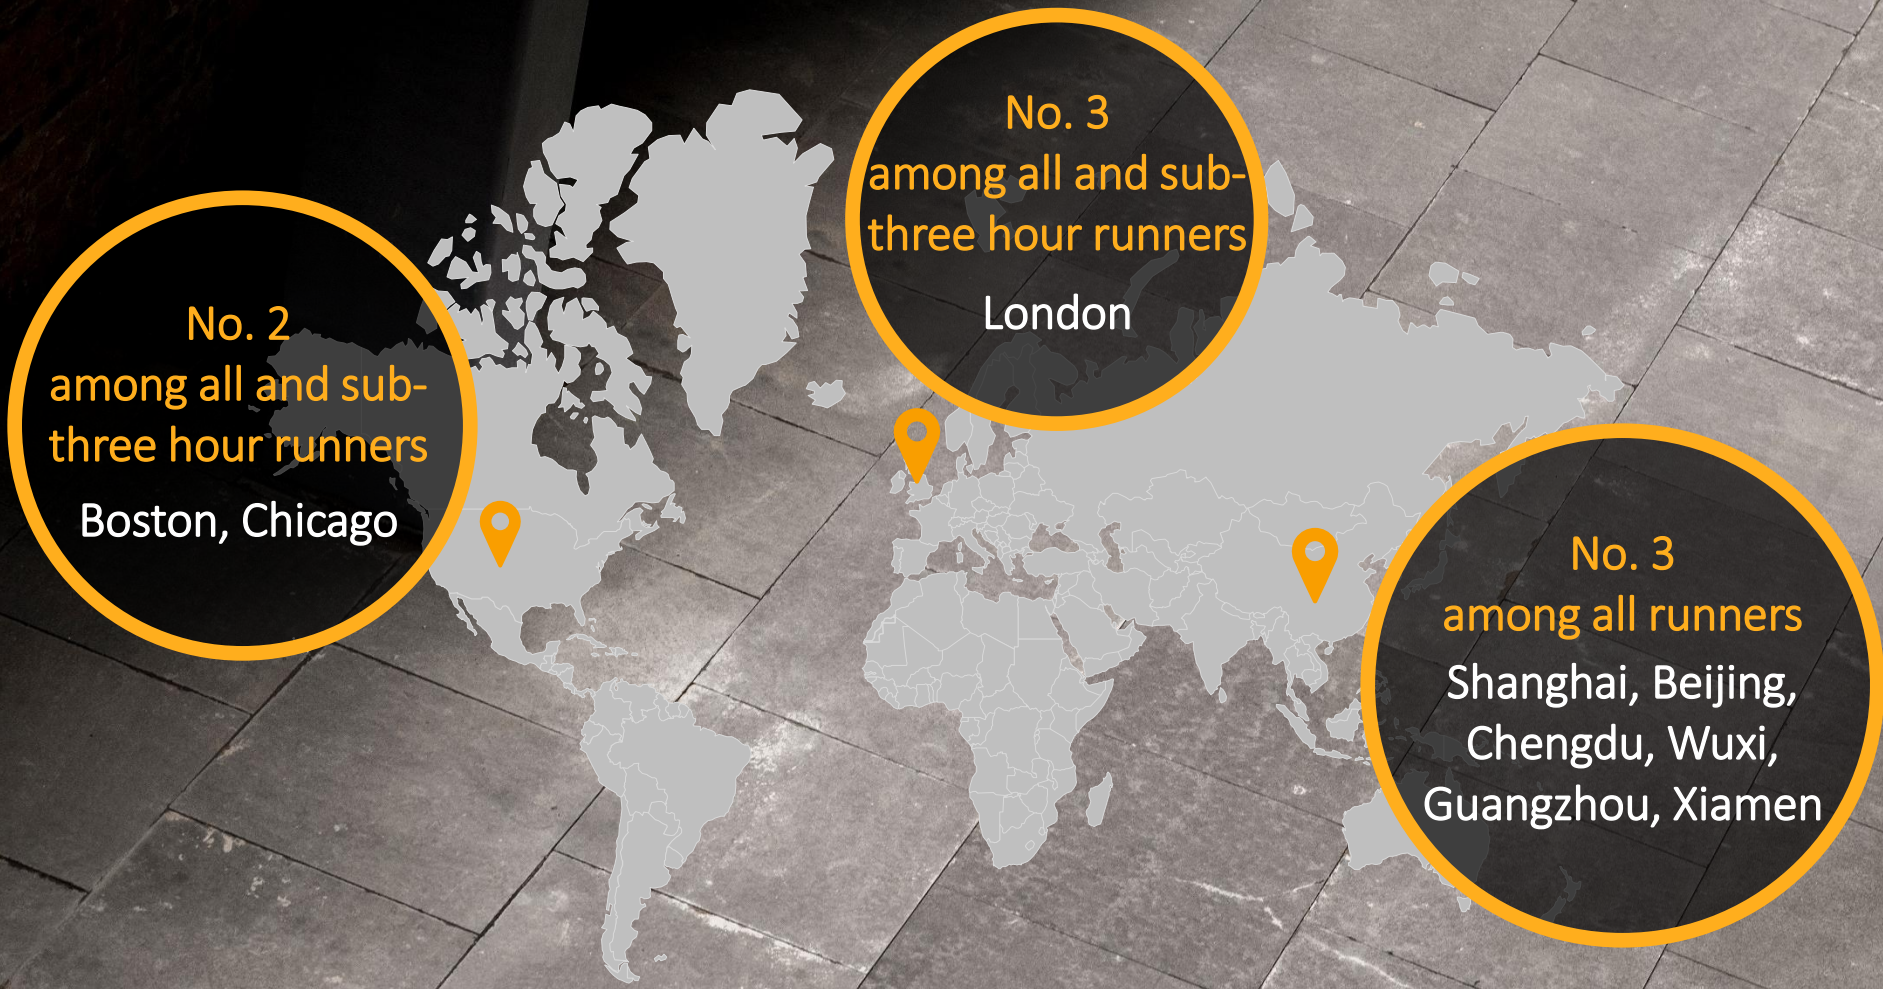 No. 2
among all and sub-
three hour runners
Boston, Chicago
No. 3
among all and sub-
three hour runners
London
No. 3
among all runners
Shanghai, Beijing,
Chengdu, Wuxi,
Guangzhou, Xiamen